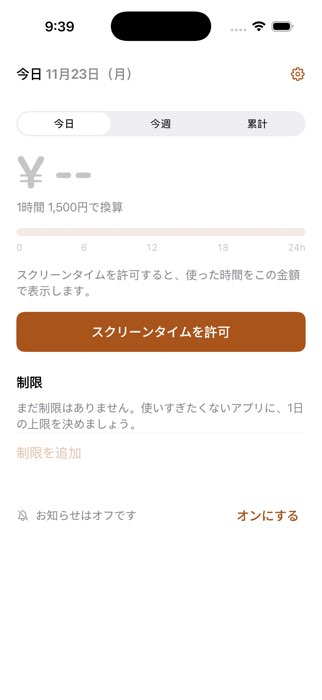 9:39
今日 11月23日（月）
今日 今週 累計
¥ --
1時間 1,500円で換算
0 6 12 18 24h
スクリーンタイムを許可すると、使った時間をこの金額
で表示します。
スクリーンタイムを許可
制限
まだ制限はありません。使いすぎたくないアプリに、1日
の上限を決めましょう。
制限を追加
お知らせはオフです オンにする